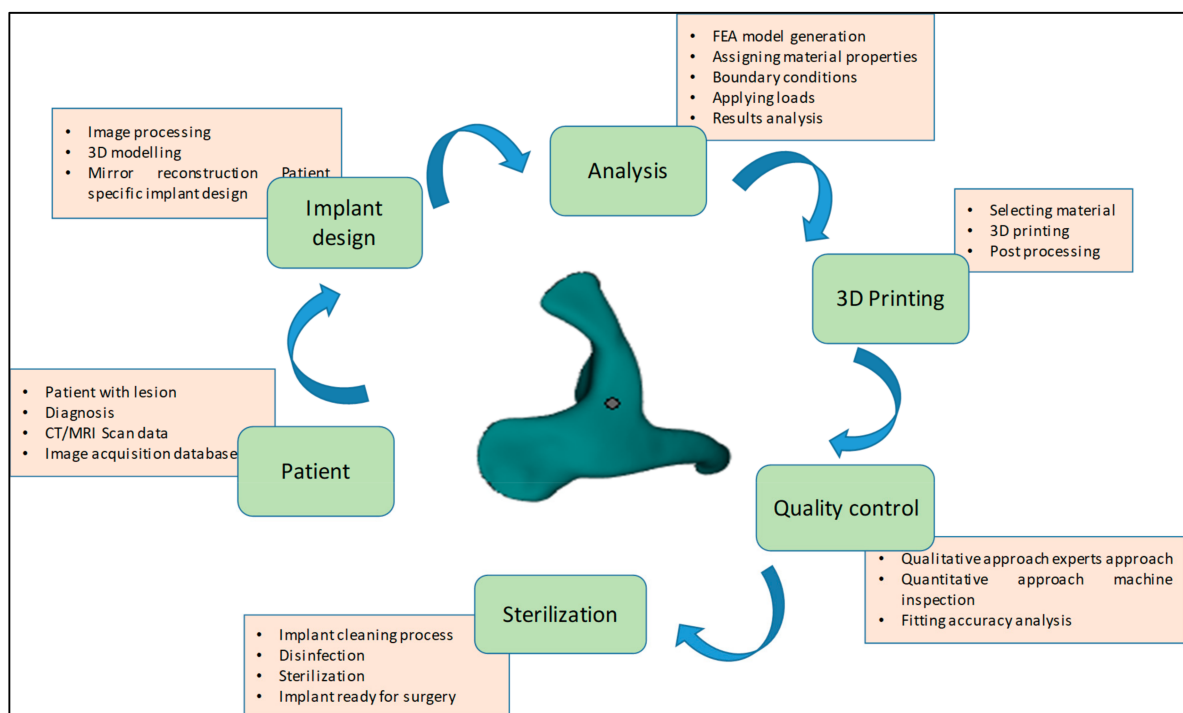 • FEA model generation
• Assigning material properties
• Boundary conditions
• Applying loads
• Results analysis
Analysis
• Image processing
• 3D modelling
• Mirror reconstruction Patient
specific implant design
Implant
design
• Selecting material
• 3D printing
• Post processing
3D Printing
• Patient with lesion
• Diagnosis
• CT/MRI Scan data
• Image acquisition database
Patient
Quality control
• Qualitative approach experts approach
• Quantitative approach machine
inspection
• Fitting accuracy analysis
Sterilization
• Implant cleaning process
• Disinfection
• Sterilization
• Implant ready for surgery